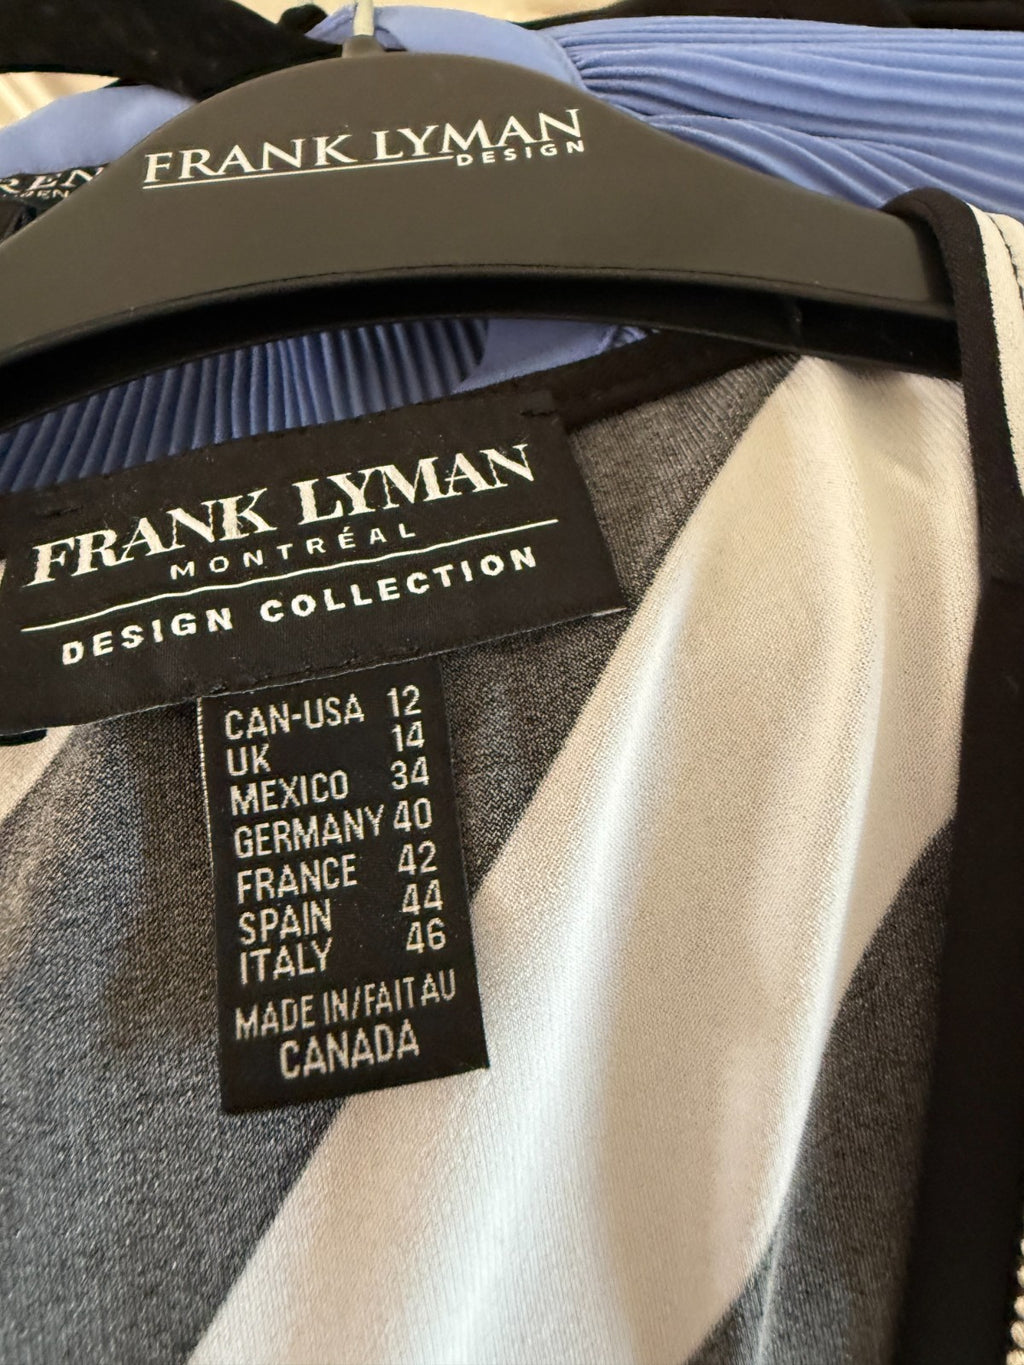 FRANK LYMAN
DESIGN
REN
FRANK LYMAN
MONTRÉAL
DESIGN COLLECTION
CAN-USA 12
UK 14
MEXICO 34
GERMANY 40
FRANCE 42
SPAIN 44
ITALY 46
MADE IN/FAIT AU
CANADA